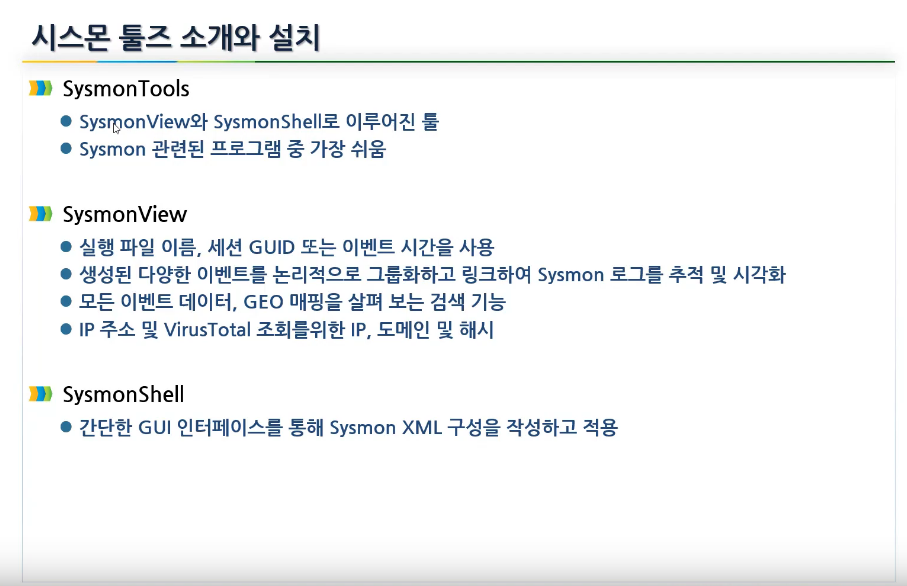 시스몬 툴즈 소개와 설치
SysmonTools
SysmonView와 SysmonShell로 이루어진 툴
Sysmon 관련된 프로그램 중 가장 쉬움
SysmonView
실행 파일 이름, 세션 GUID 또는 이벤트 시간을 사용
생성된 다양한 이벤트를 논리적으로 그룹화하고 링크하여 Sysmon 로그를 추적 및 시각화
모든 이벤트 데이터, GEO 매핑을 살펴 보는 검색 기능
IP 주소 및 VirusTotal 조회를위한 IP, 도메인 및 해시
SysmonShell
간단한 GUI 인터페이스를 통해 Sysmon XML 구성을 작성하고 적용